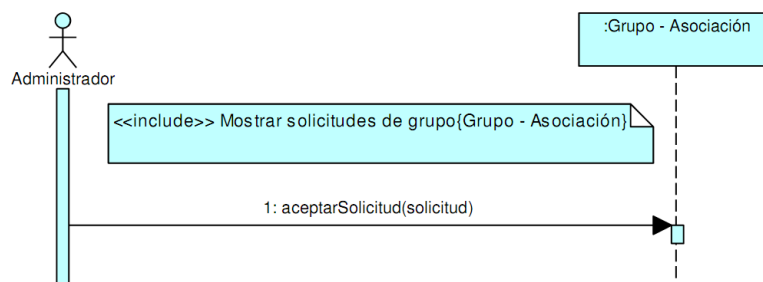 :Grupo - Asociación
Administrador
<<include>> Mostrar solicitudes de grupo{Grupo - Asociación}
1: aceptarSolicitud(solicitud)